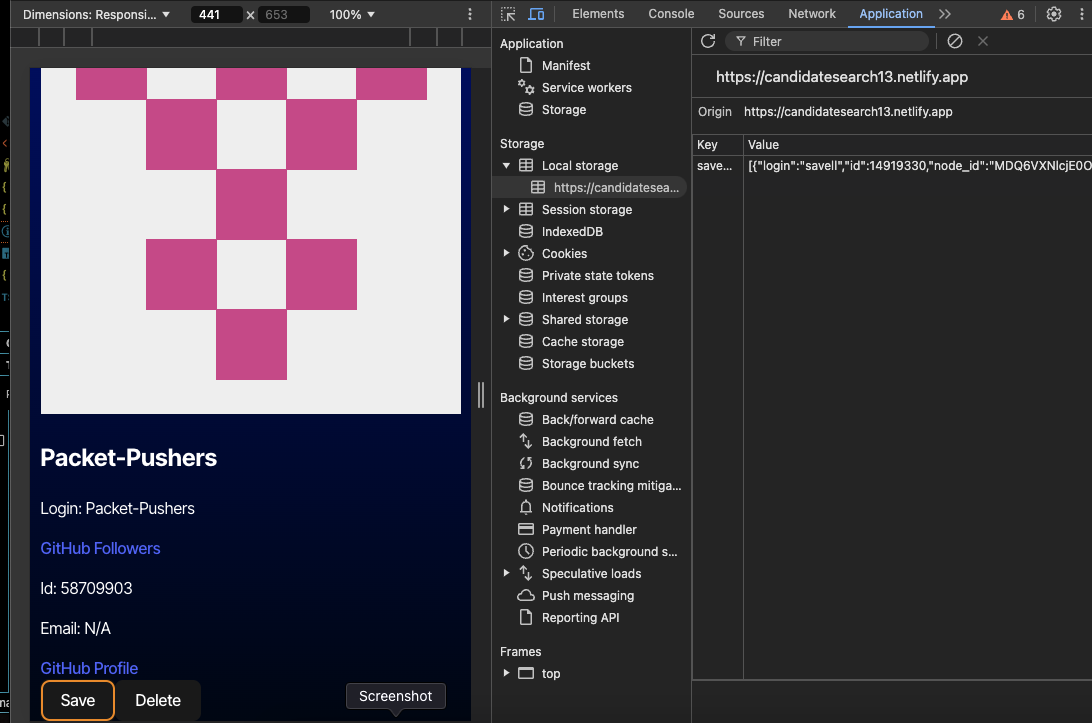 Dimensions: Responsi... 441 × 653 100%
Elements Console Sources Network Application 6
Packet-Pushers
Login: Packet-Pushers
GitHub Followers
Id: 58709903
Email: N/A
GitHub Profile
Save Delete
Screenshot
Application
Manifest
Service workers
Storage
Storage
Local storage
https://candidatesea...
Session storage
IndexedDB
Cookies
Private state tokens
Interest groups
Shared storage
Cache storage
Storage buckets
Background services
Back/forward cache
Background fetch
Background sync
Bounce tracking mitiga...
Notifications
Payment handler
Periodic background s...
Speculative loads
Push messaging
Reporting API
Frames
top
Filter
https://candidatesearch13.netlify.app
Origin https://candidatesearch13.netlify.app
Key Value
save... [{"login":"savell","id":14919330,"node_id":"MDQ6VXNlcjE0O